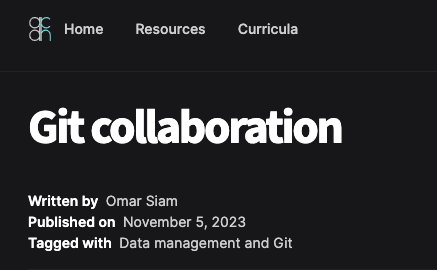 Home Resources Curricula
Git collaboration
Written by Omar Siam
Published on November 5, 2023
Tagged with Data management and Git